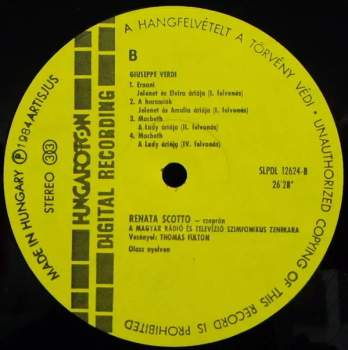 A HANGFELVÉTELT A TÖRVÉNY VÉDI • UNAUTHORIZED COPYING OF THIS RECORD IS PROHIBITED
MADE IN HUNGARY Ⓟ 1984 ARTISJUS
STEREO 33
HUNGAROTON
DIGITAL RECORDING
B
GIUSEPPE VERDI
1. Ernani
Jelenet és Elvira áriája (I. felvonás)
2. A haramiák
Jelenet és Amalia áriája (I. felvonás)
3. Macbeth
A Lady áriája (II. felvonás)
4. Macbeth
A Lady áriája (IV. felvonás)
SLPDL 12624-B
26'28"
RENATA SCOTTO – szoprán
A MAGYAR RÁDIÓ ÉS TELEVÍZIÓ SZIMFONIKUS ZENEKARA
Vezényel: THOMAS FULTON
Olasz nyelven